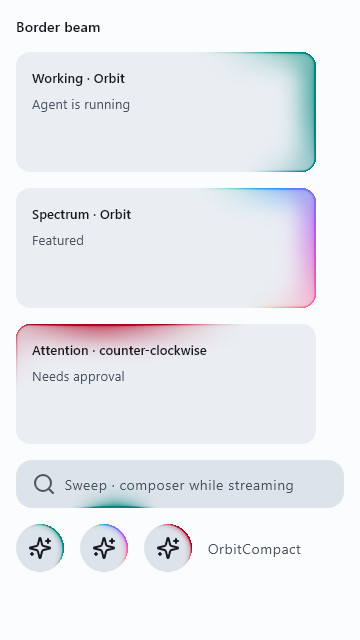 Border beam
Working · Orbit
Agent is running
Spectrum · Orbit
Featured
Attention · counter-clockwise
Needs approval
Sweep · composer while streaming
OrbitCompact